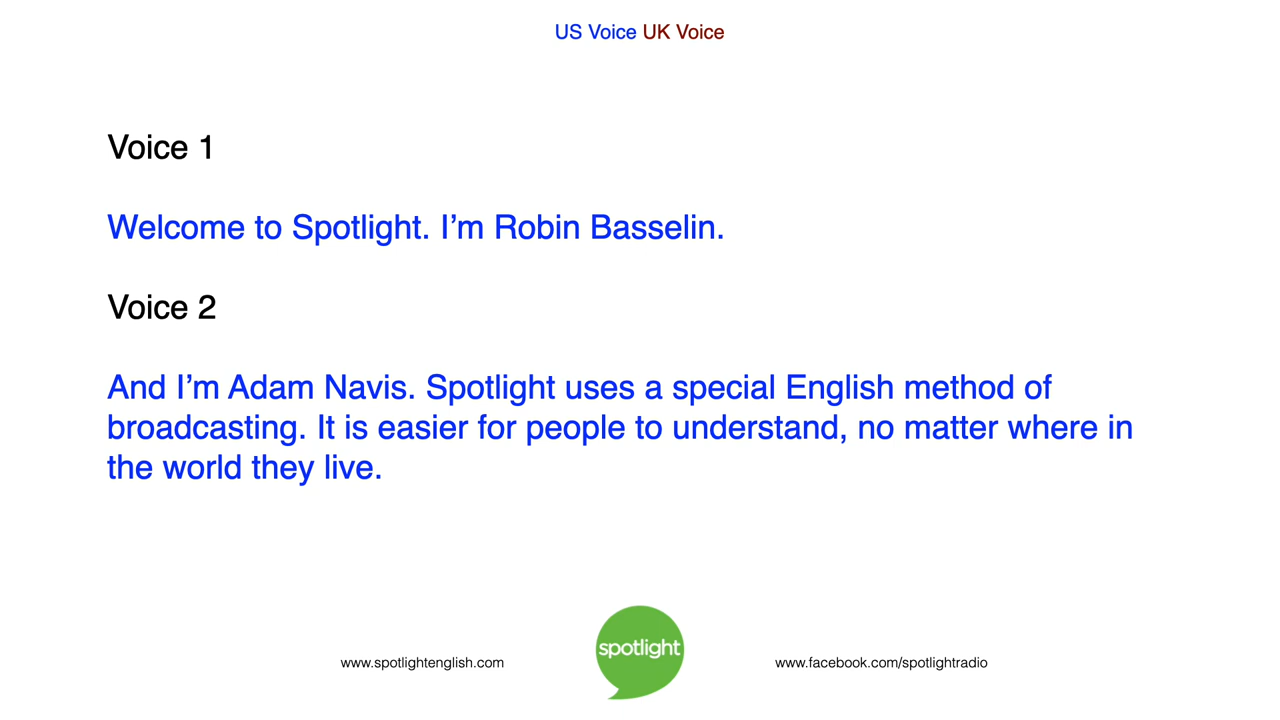 US Voice UK Voice
Voice 1
Welcome to Spotlight. I’m Robin Basselin.
Voice 2
And I’m Adam Navis. Spotlight uses a special English method of
broadcasting. It is easier for people to understand, no matter where in
the world they live.
spotlight
www.spotlightenglish.com
www.facebook.com/spotlightradio